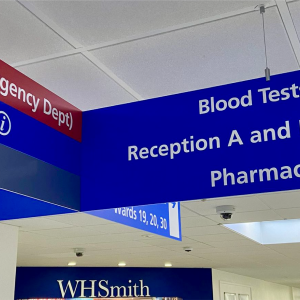 gency Dept)
i
Blood Tests
Reception A and
Pharmac
Wards 19, 20, 30
WHSmith